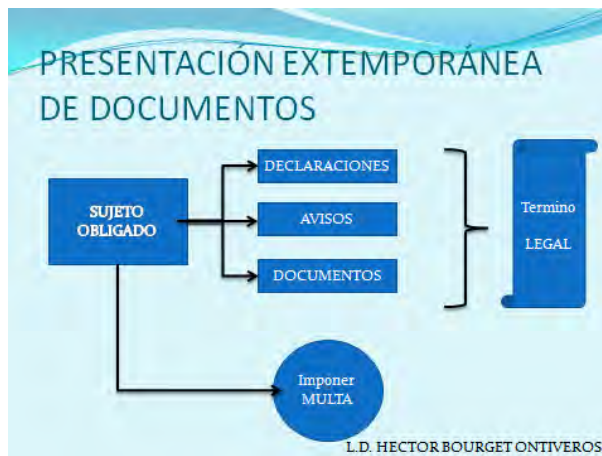 PRESENTACIÓN EXTEMPORÁNEA
DE DOCUMENTOS
SUJETO
OBLIGADO
DECLARACIONES
AVISOS
DOCUMENTOS
Termino
LEGAL
Imponer
MULTA
L.D. HECTOR BOURGET ONTIVEROS